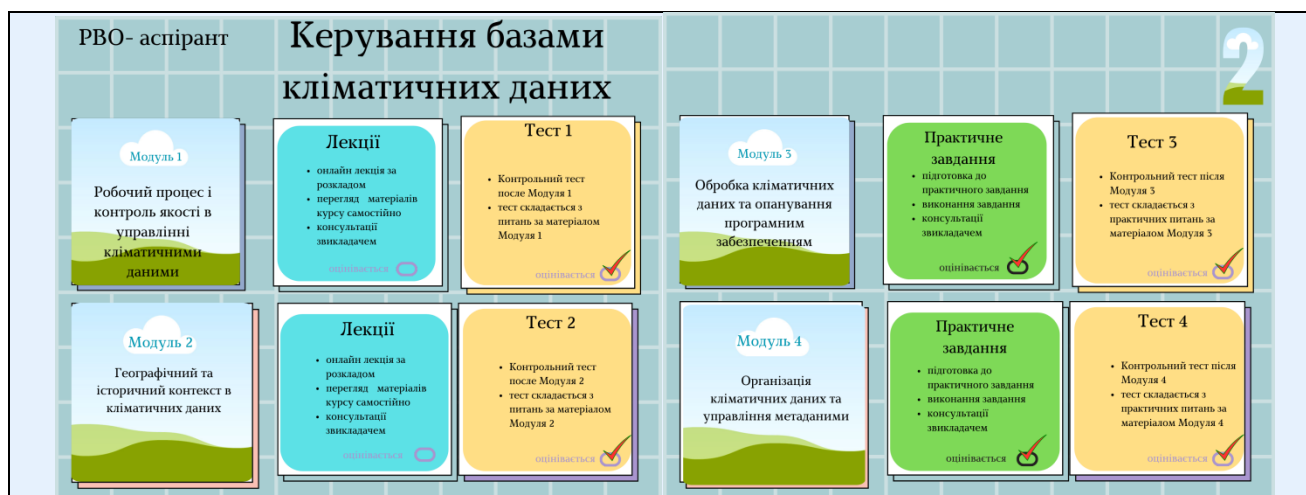 РВО- аспірант
Керування базами
кліматичних даних
2
Модуль 1
Робочий процес і
контроль якості в
управлінні
кліматичними
даними
Лекції
• онлайн лекція за
розкладом
• перегляд матеріалів
курсу самостійно
• консультації
звикладачем
оцінівається
Тест 1
• Контрольний тест
после Модуля 1
• тест складається з
питань за матеріалом
Модуля 1
оцінівається
Модуль 2
Географічний та
історичний контекст в
кліматичних даних
Лекції
• онлайн лекція за
розкладом
• перегляд матеріалів
курсу самостійно
• консультації
звикладачем
оцінівається
Тест 2
• Контрольний тест
после Модуля 2
• тест складається з
питань за матеріалом
Модуля 2
оцінівається
Модуль 3
Обробка кліматичних
даних та опанування
програмним
забезпеченням
Практичне
завдання
• підготовка до
практичного завдання
• виконання завдання
• консультації
звикладачем
оцінівається
Тест 3
• Контрольний тест після
Модуля 3
• тест складається з
практичних питань за
матеріалом Модуля 3
оцінівається
Модуль 4
Організація
кліматичних даних та
управління метаданими
Практичне
завдання
• підготовка до
практичного завдання
• виконання завдання
• консультації
звикладачем
оцінівається
Тест 4
• Контрольний тест після
Модуля 4
• тест складається з
практичних питань за
матеріалом Модуля 4
оцінівається